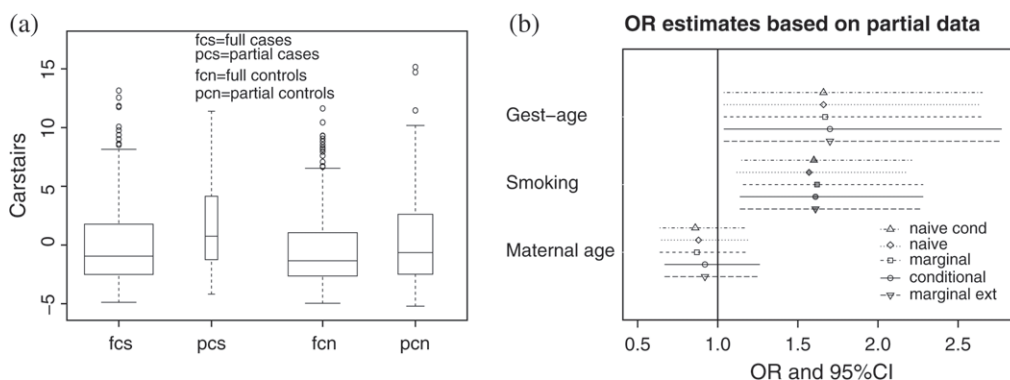 (a)
fcs=full cases
pcs=partial cases
fcn=full controls
pcn=partial controls
Carstairs
15
10
5
0
−5
fcs pcs fcn pcn
(b)
OR estimates based on partial data
Gest−age
Smoking
Maternal age
naive cond
naive
marginal
conditional
marginal ext
0.5 1.0 1.5 2.0 2.5
OR and 95%CI